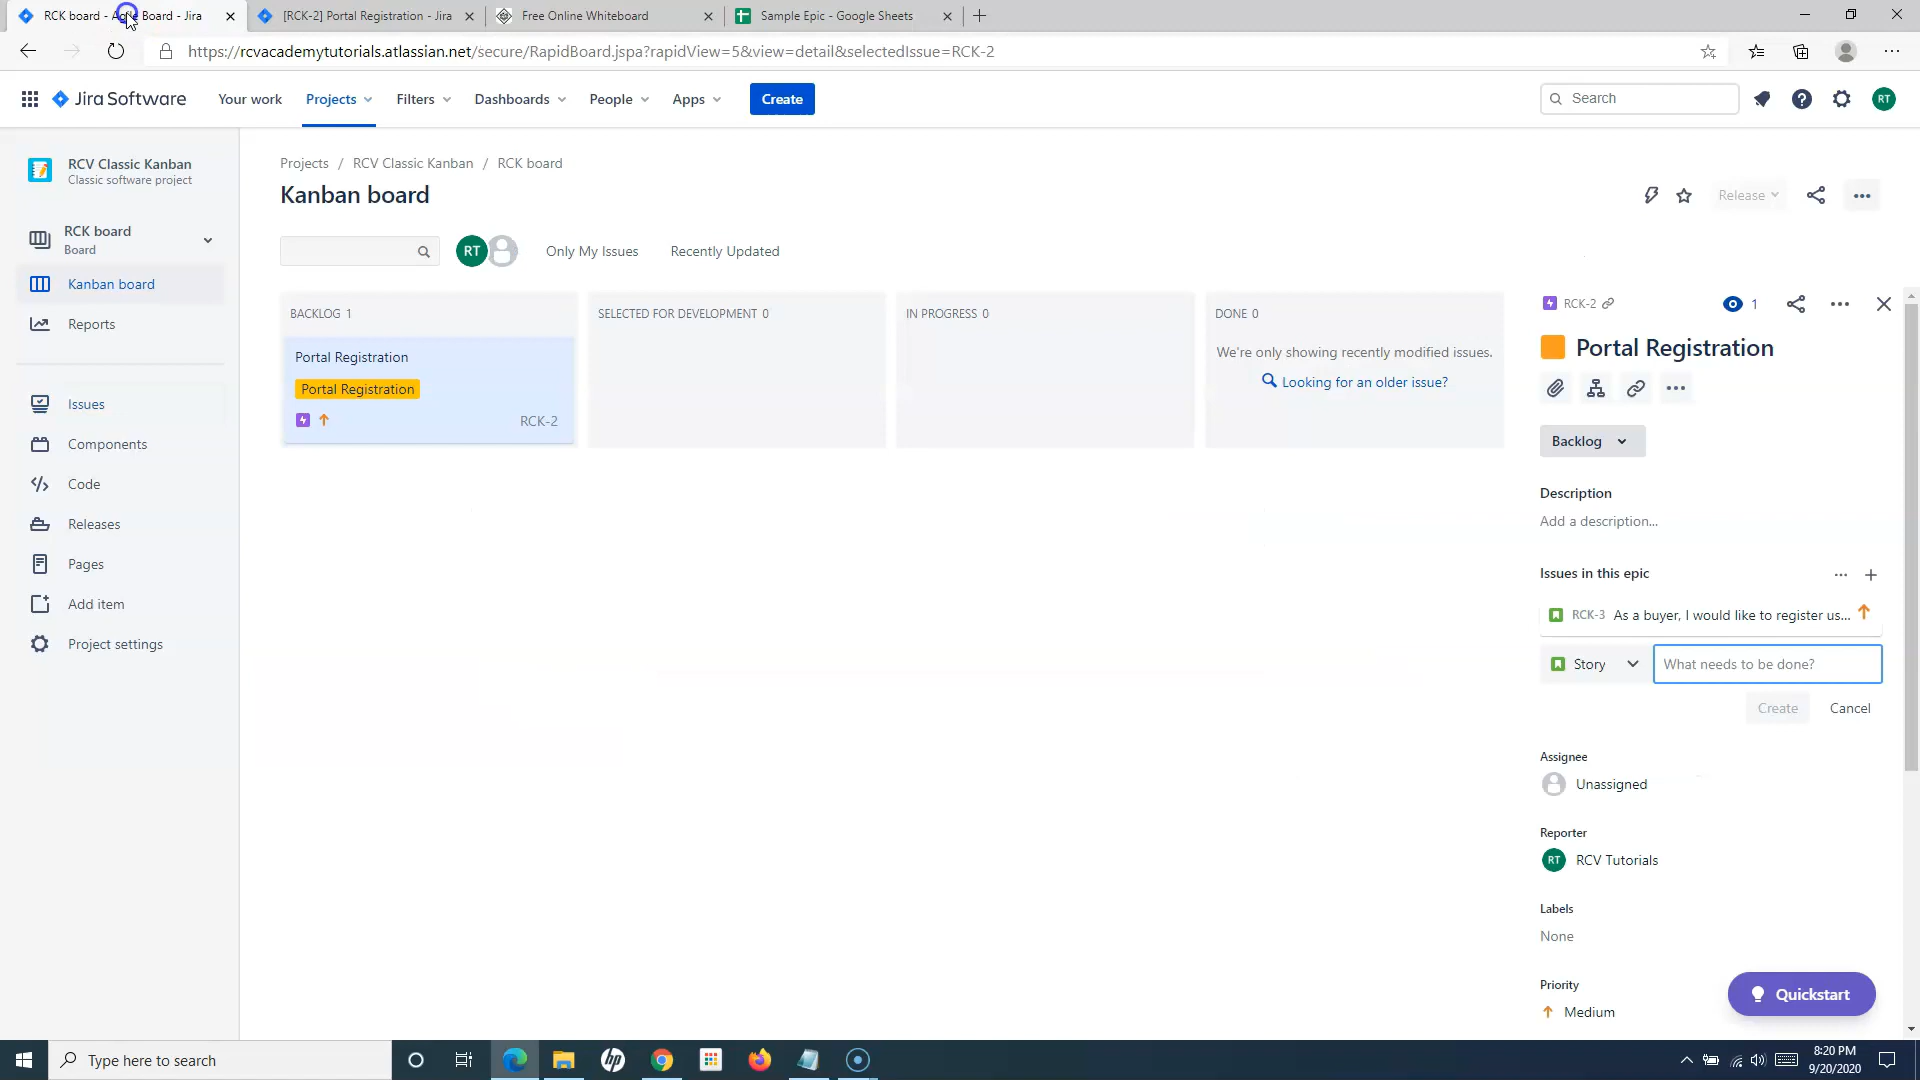 RCK board - Agile Board - Jira
[RCK-2] Portal Registration - Jira
Free Online Whiteboard
Sample Epic - Google Sheets
https://rcvacademytutorials.atlassian.net/secure/RapidBoard.jspa?rapidView=5&view=detail&selectedIssue=RCK-2
Jira Software
Your work
Projects
Filters
Dashboards
People
Apps
Create
Search
RT
RCV Classic Kanban
Classic software project
RCK board
Board
Kanban board
Reports
Issues
Components
Code
Releases
Pages
Add item
Project settings
Projects / RCV Classic Kanban / RCK board
Kanban board
Release
RT
Only My Issues
Recently Updated
BACKLOG 1
Portal Registration
Portal Registration
RCK-2
SELECTED FOR DEVELOPMENT 0
IN PROGRESS 0
DONE 0
We're only showing recently modified issues.
Looking for an older issue?
RCK-2
1
Portal Registration
Backlog
Description
Add a description...
Issues in this epic
RCK-3 As a buyer, I would like to register us...
Story
What needs to be done?
Create
Cancel
Assignee
Unassigned
Reporter
RT RCV Tutorials
Labels
None
Priority
Medium
Quickstart
Type here to search
hp
8:20 PM
9/20/2020